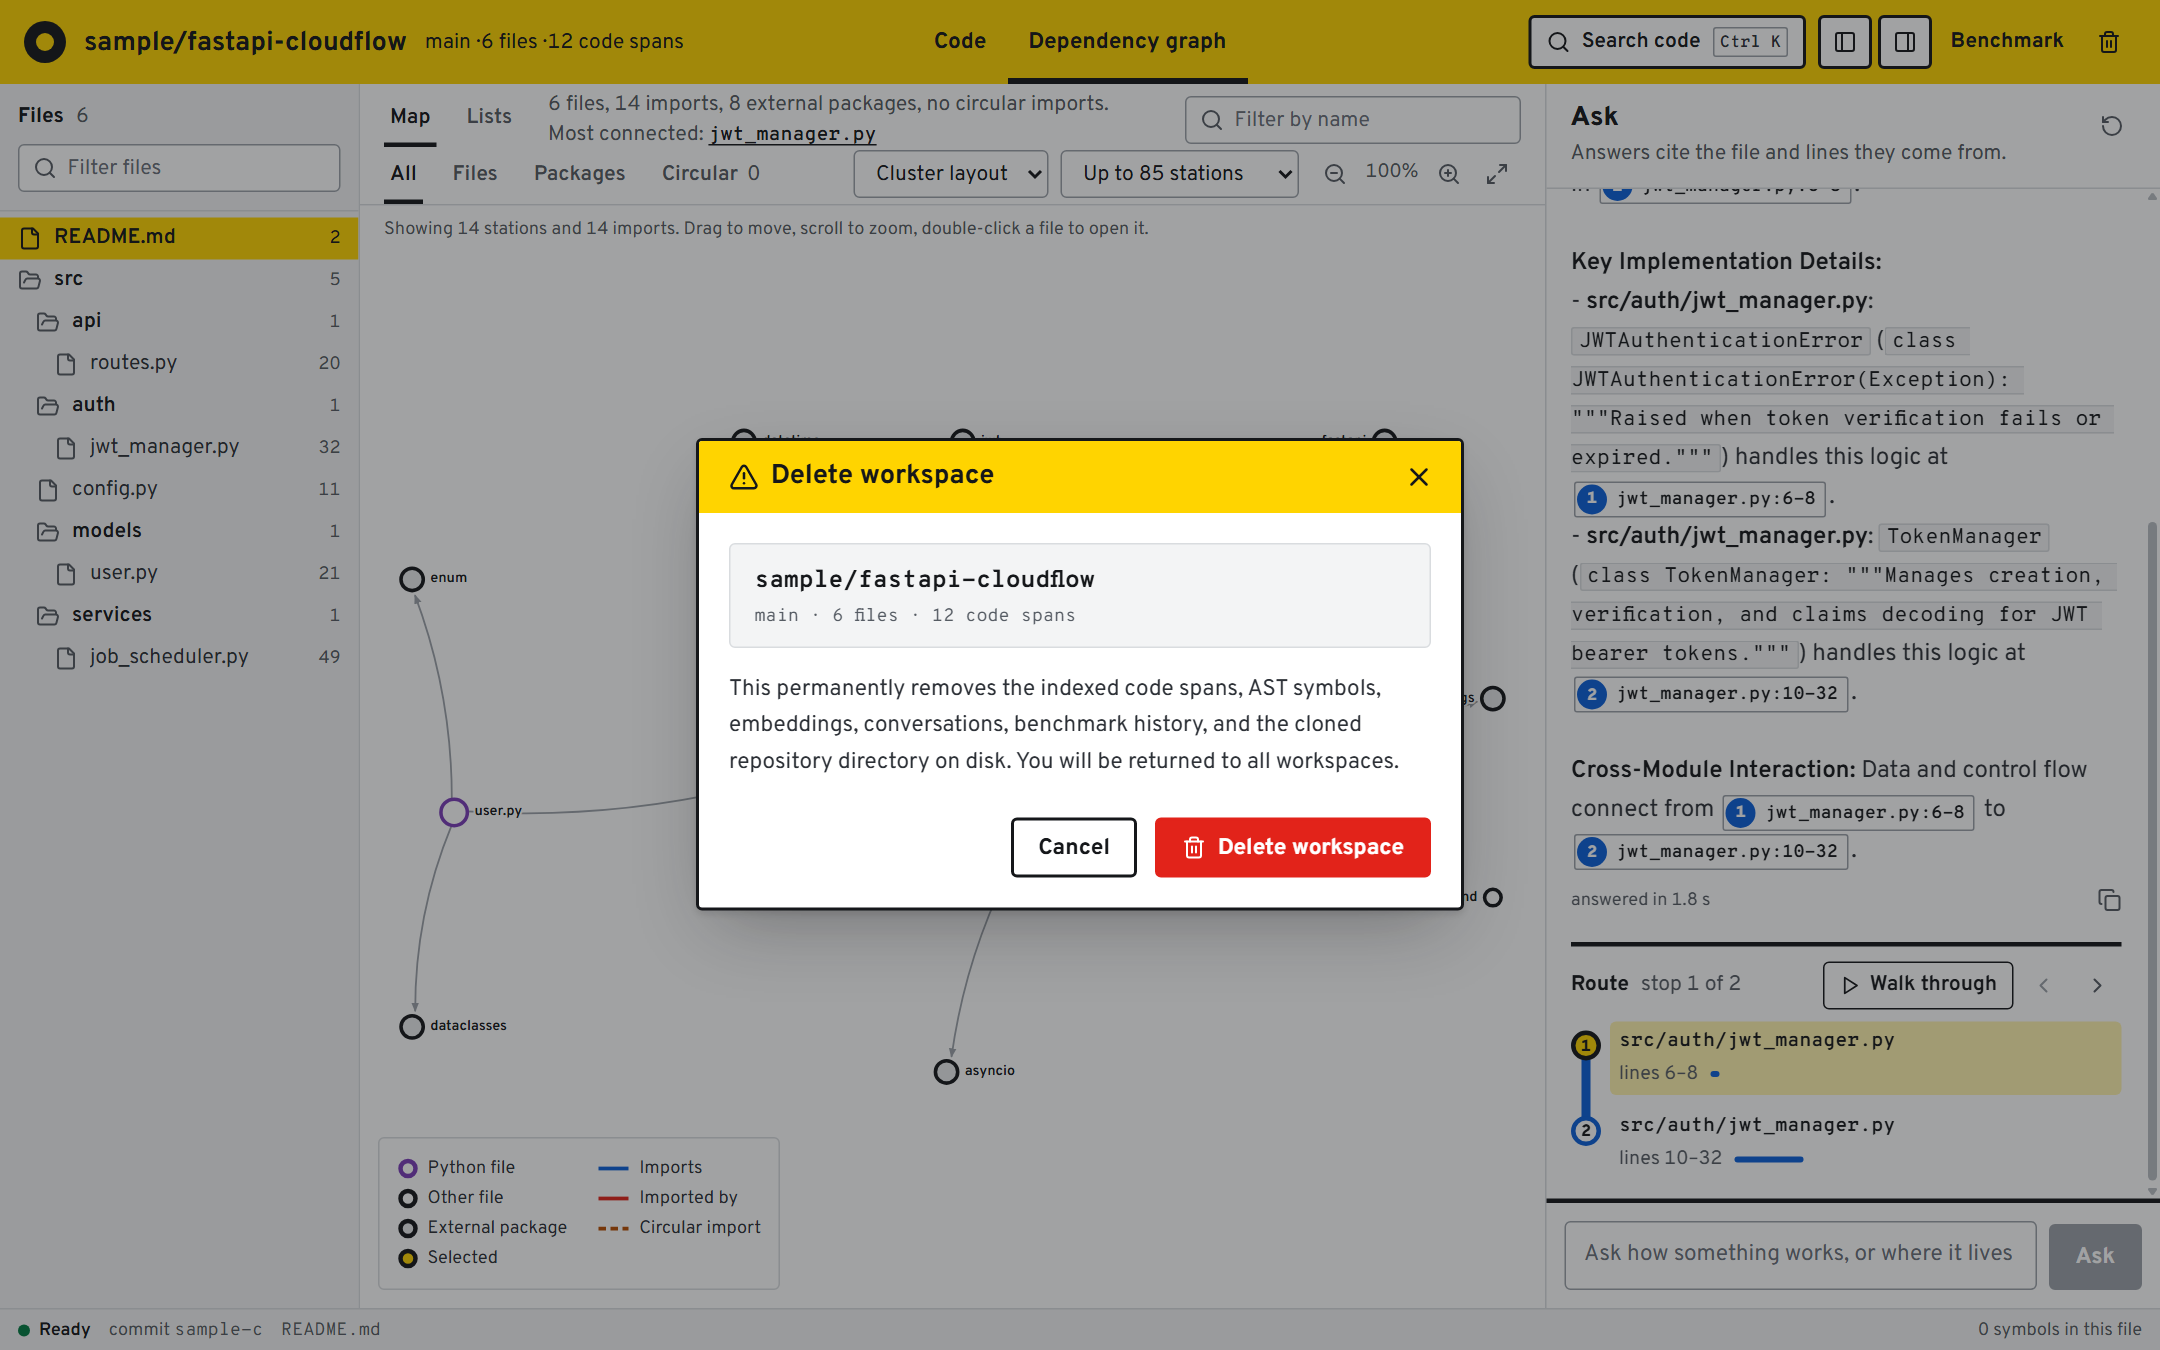 sample/fastapi-cloudflow main ·6 files ·12 code spans
Code
Dependency graph
Search code Ctrl K
Benchmark
Files 6
Filter files
README.md 2
src 5
api 1
routes.py 20
auth 1
jwt_manager.py 32
config.py 11
models 1
user.py 21
services 1
job_scheduler.py 49
Map
Lists
6 files, 14 imports, 8 external packages, no circular imports.
Most connected: jwt_manager.py
Filter by name
All
Files
Packages
Circular 0
Cluster layout
Up to 85 stations
100%
Showing 14 stations and 14 imports. Drag to move, scroll to zoom, double-click a file to open it.
enum
user.py
dataclasses
asyncio
Python file
Other file
External package
Selected
Imports
Imported by
Circular import
Delete workspace
sample/fastapi-cloudflow
main · 6 files · 12 code spans
This permanently removes the indexed code spans, AST symbols,
embeddings, conversations, benchmark history, and the cloned
repository directory on disk. You will be returned to all workspaces.
Cancel
Delete workspace
Ask
Answers cite the file and lines they come from.
Key Implementation Details:
- src/auth/jwt_manager.py:
JWTAuthenticationError (class
JWTAuthenticationError(Exception):
"""Raised when token verification fails or
expired.""") handles this logic at
1 jwt_manager.py:6-8 .
- src/auth/jwt_manager.py: TokenManager
(class TokenManager: """Manages creation,
verification, and claims decoding for JWT
bearer tokens.""") handles this logic at
2 jwt_manager.py:10-32 .
Cross-Module Interaction: Data and control flow
connect from 1 jwt_manager.py:6-8 to
2 jwt_manager.py:10-32 .
answered in 1.8 s
Route stop 1 of 2
Walk through
1 src/auth/jwt_manager.py
lines 6-8
2 src/auth/jwt_manager.py
lines 10-32
Ask how something works, or where it lives
Ask
Ready commit sample-c README.md
0 symbols in this file